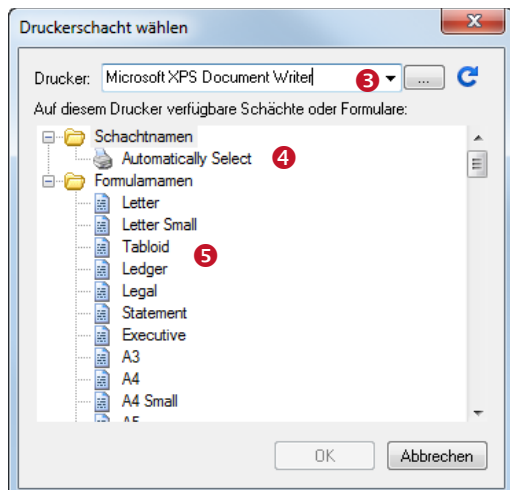 Druckerschacht wählen
Drucker: Microsoft XPS Document Writer 3 ...
Auf diesem Drucker verfügbare Schächte oder Formulare:
Schachtnamen
Automatically Select 4
Formularnamen
Letter
Letter Small
Tabloid
5
Ledger
Legal
Statement
Executive
A3
A4
A4 Small
A5
OK Abbrechen